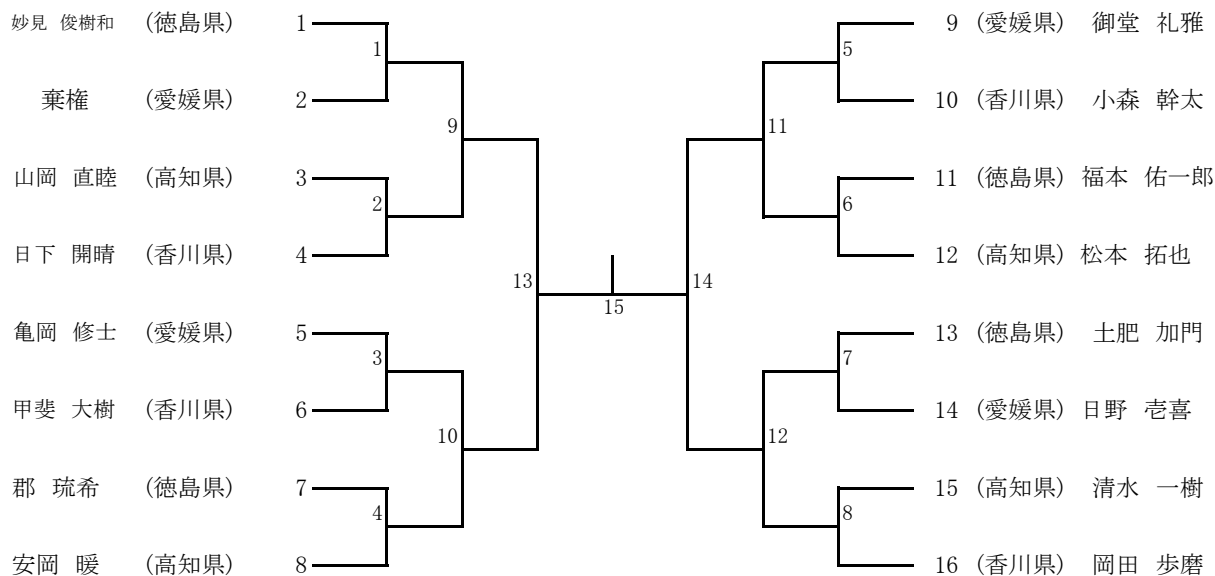 妙見 俊樹和 (徳島県) 1
1
棄権 (愛媛県) 2
9
山岡 直睦 (高知県) 3
2
日下 開晴 (香川県) 4
13
亀岡 修士 (愛媛県) 5
3
甲斐 大樹 (香川県) 6
10
郡 琉希 (徳島県) 7
4
安岡 暖 (高知県) 8
15
9 (愛媛県) 御堂 礼雅
5
10 (香川県) 小森 幹太
11
11 (徳島県) 福本 佑一郎
6
12 (高知県) 松本 拓也
14
13 (徳島県) 土肥 加門
7
14 (愛媛県) 日野 壱喜
12
15 (高知県) 清水 一樹
8
16 (香川県) 岡田 歩磨